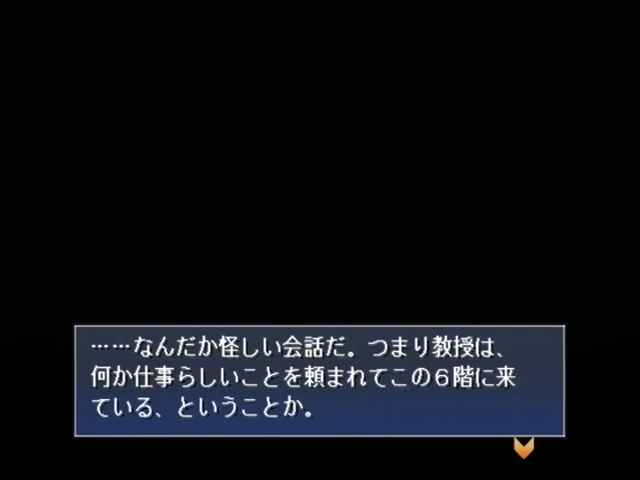 ……なんだか怪しい会話だ。つまり教授は、
何か仕事らしいことを頼まれてこの６階に来
ている、ということか。